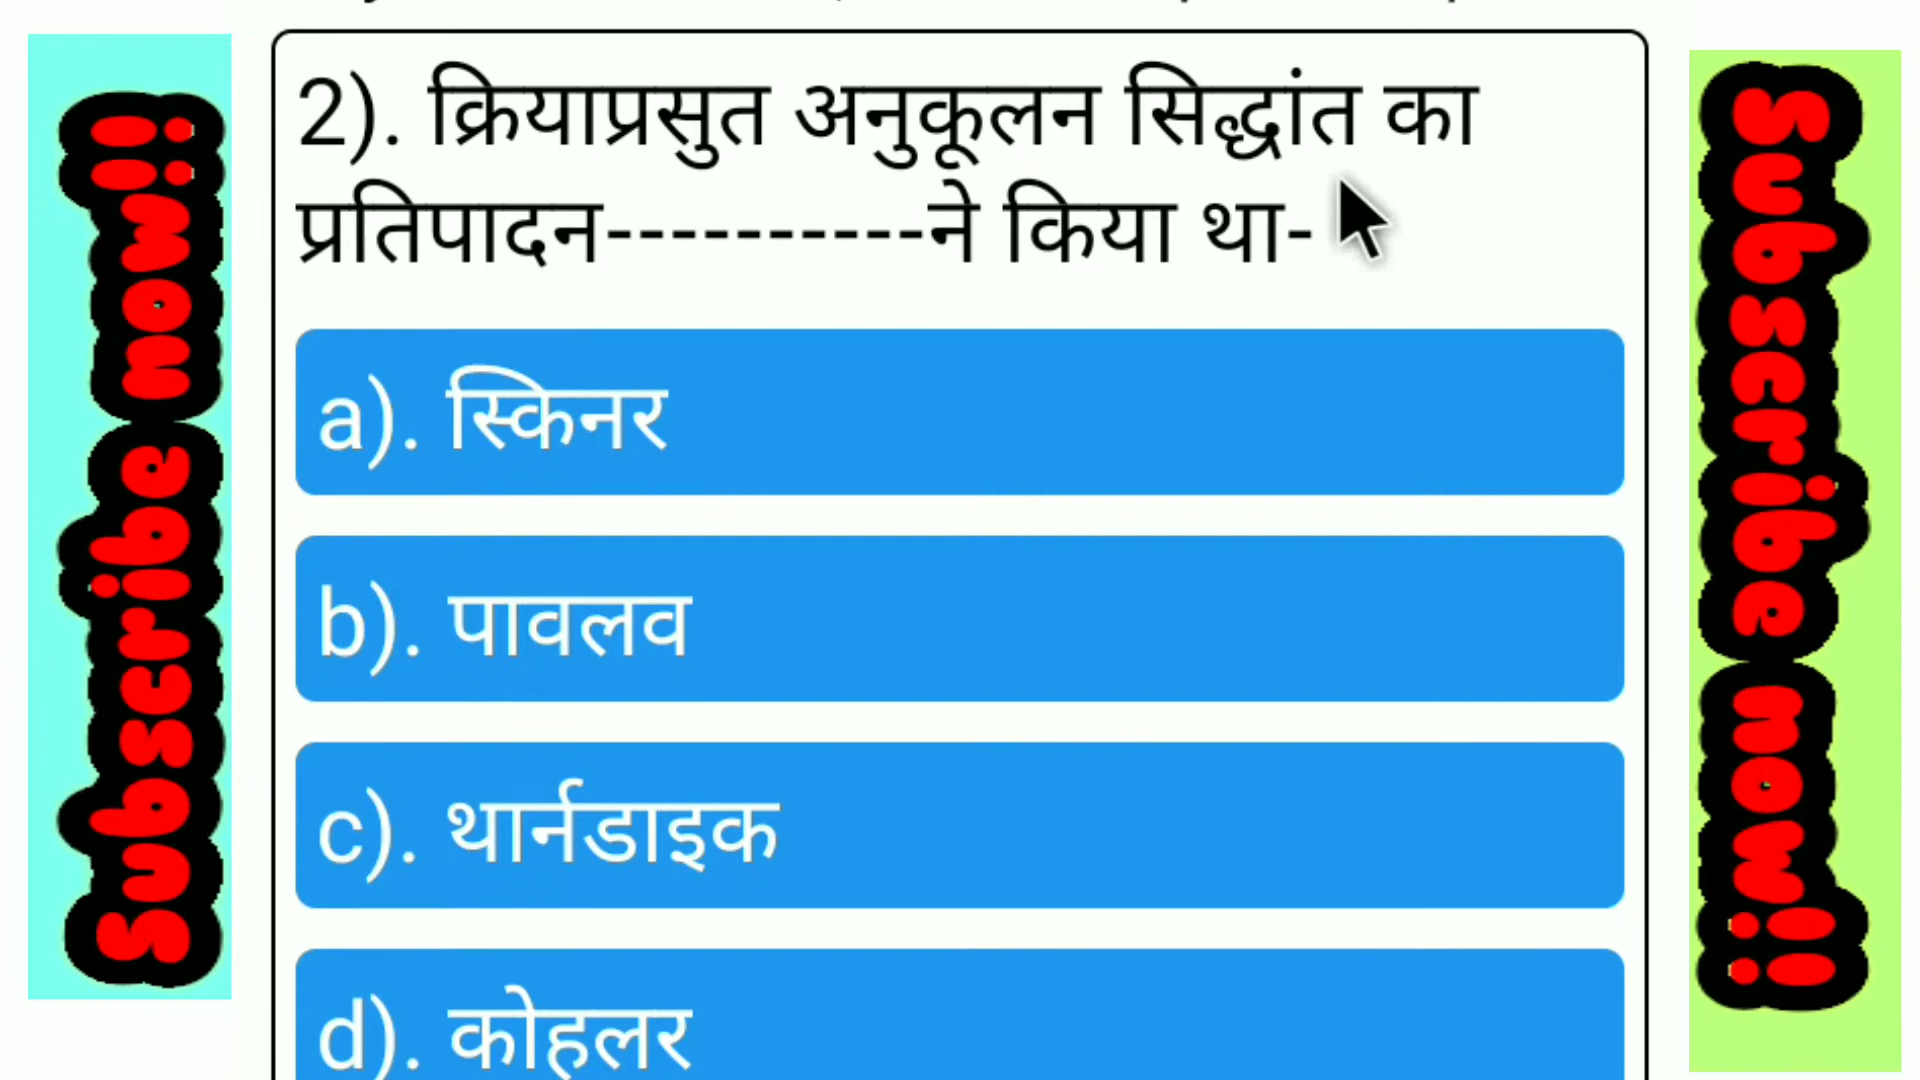 2). क्रियाप्रसुत अनुकूलन सिद्धांत का
प्रतिपादन----------ने किया था-
a). स्किनर
b). पावलव
c). थार्नडाइक
d). कोहलर
Subscribe now!!
Subscribe now!!